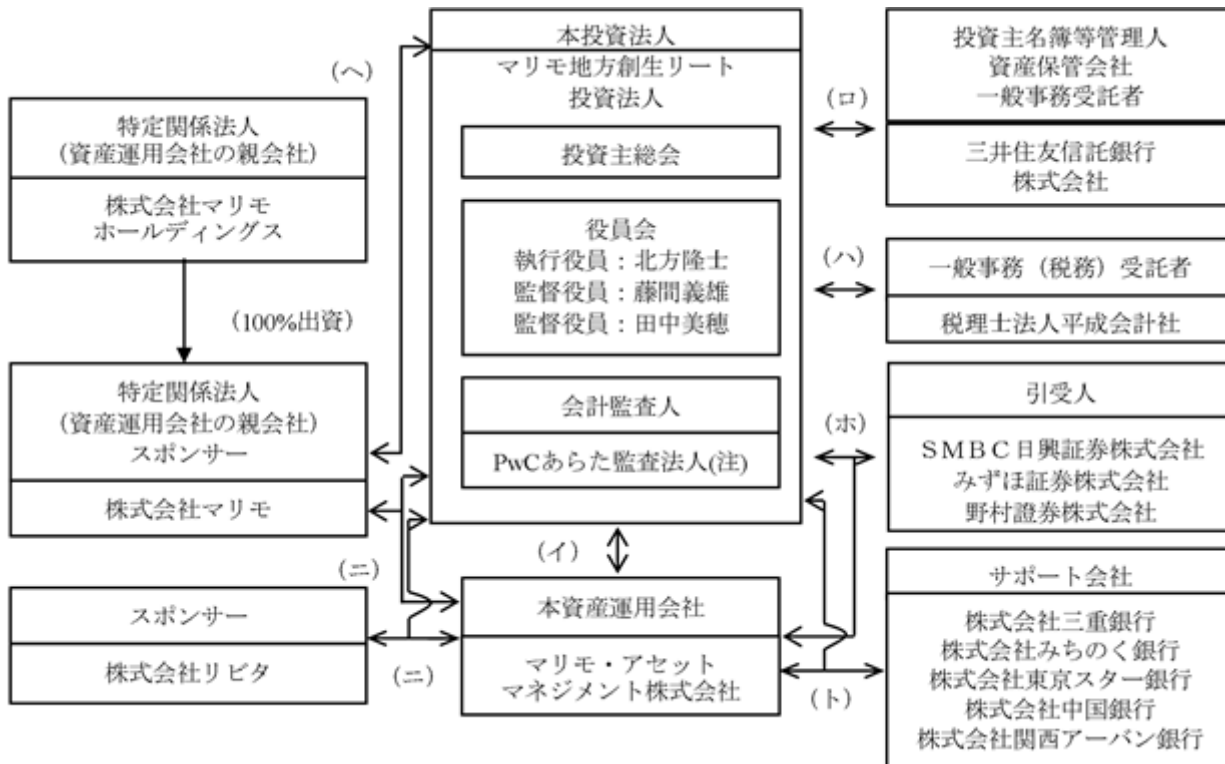 特定関係法人
(資産運用会社の親会社)
株式会社マリモ
ホールディングス
(100%出資)
特定関係法人
(資産運用会社の親会社)
スポンサー
株式会社マリモ
スポンサー
株式会社リビタ
(ヘ)
(ニ)
(ニ)
本投資法人
マリモ地方創生リート
投資法人
投資主総会
役員会
執行役員：北方隆士
監督役員：藤間義雄
監督役員：田中美穂
会計監査人
PwCあらた監査法人(注)
(イ)
本資産運用会社
マリモ・アセット
マネジメント株式会社
(ロ)
(ハ)
(ホ)
(ト)
投資主名簿等管理人
資産保管会社
一般事務受託者
三井住友信託銀行
株式会社
一般事務（税務）受託者
税理士法人平成会計社
引受人
ＳＭＢＣ日興証券株式会社
みずほ証券株式会社
野村證券株式会社
サポート会社
株式会社三重銀行
株式会社みちのく銀行
株式会社東京スター銀行
株式会社中国銀行
株式会社関西アーバン銀行